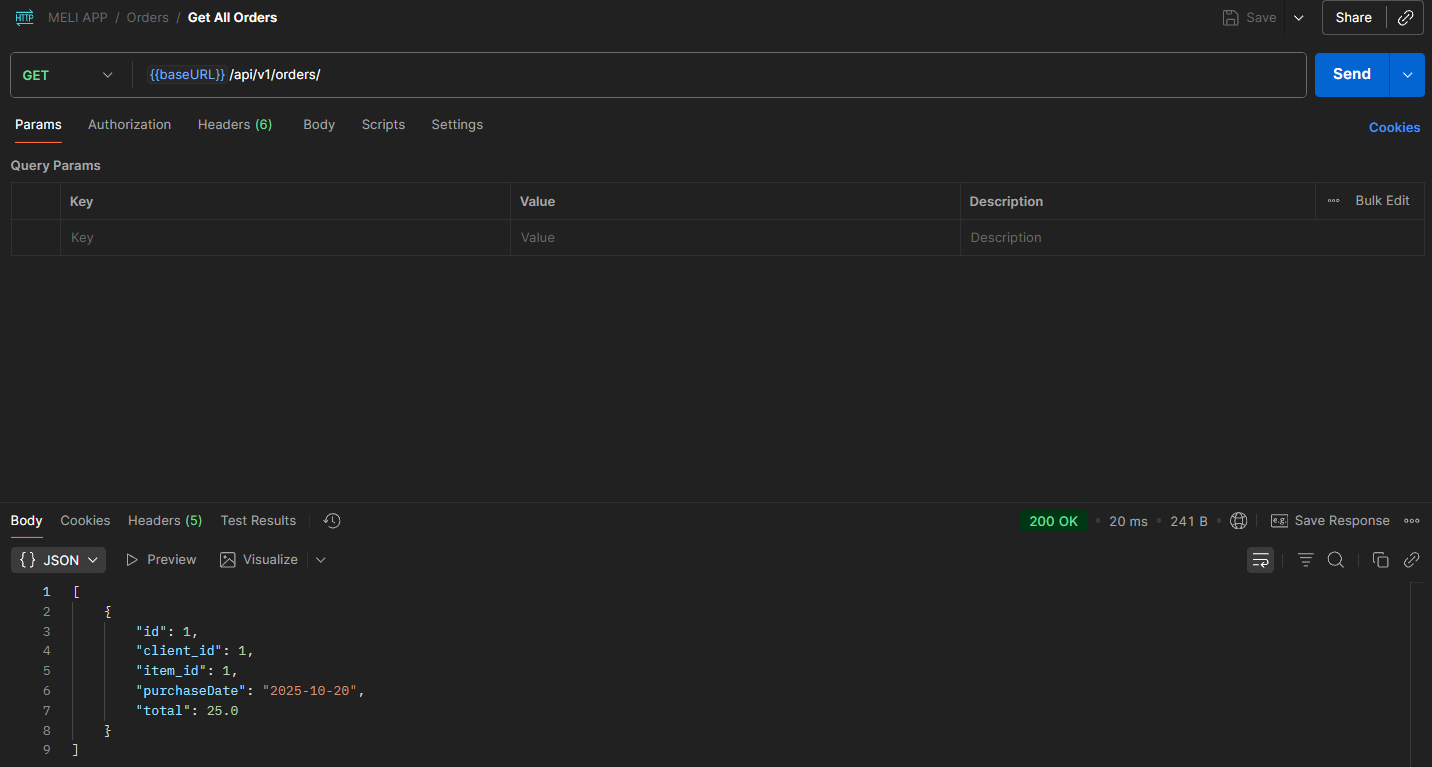 HTTP MELI APP / Orders / Get All Orders Save Share
GET {{baseURL}} /api/v1/orders/ Send
Params Authorization Headers (6) Body Scripts Settings Cookies
Query Params
Key Value Description Bulk Edit
Key Value Description
Body Cookies Headers (5) Test Results 200 OK • 20 ms • 241 B • e.g. Save Response
{} JSON Preview Visualize
1 [
2 {
3 "id": 1,
4 "client_id": 1,
5 "item_id": 1,
6 "purchaseDate": "2025-10-20",
7 "total": 25.0
8 }
9 ]